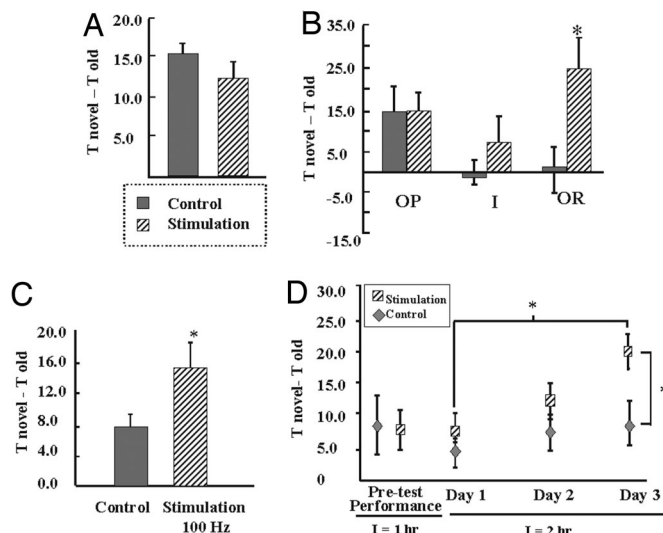 A
T novel – T old
20.0
15.0
10.0
5.0
Control
Stimulation
B
T novel – T old
35.0
25.0
15.0
5.0
-5.0
-15.0
*
OP I OR
C
T novel - T old
20.0
16.0
12.0
8.0
4.0
0.0
*
Control Stimulation
100 Hz
D
T novel- T old
30.0
25.0
20.0
15.0
10.0
5.0
0
Stimulation
Control
*
*
Pre-test Day 1 Day 2 Day 3
Performance
I = 1 hr I = 2 hr